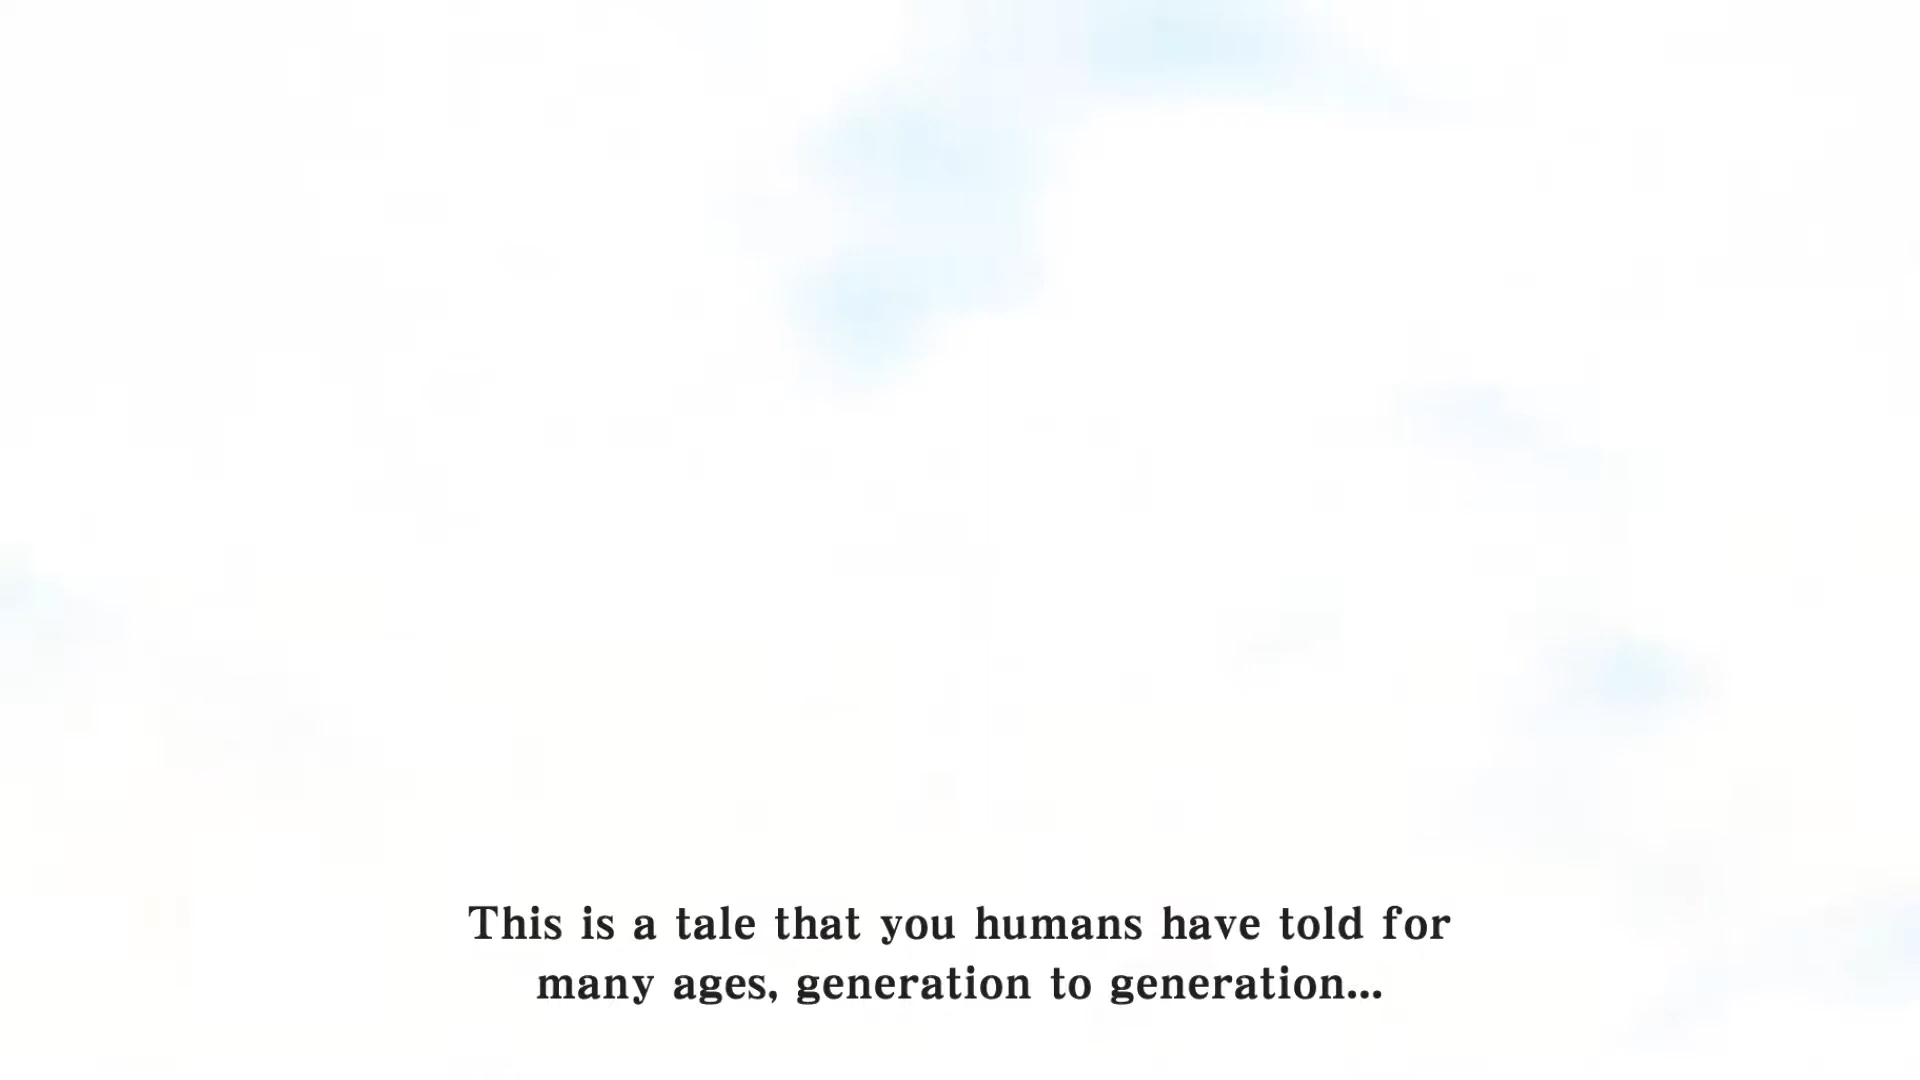 This is a tale that you humans have told for
many ages, generation to generation...